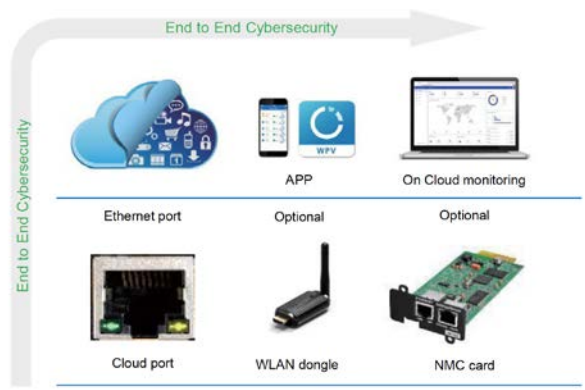 End to End Cybersecurity
End to End Cybersecurity
WPV
APP
On Cloud monitoring
Ethernet port
Optional
Optional
Cloud port
WLAN dongle
NMC card